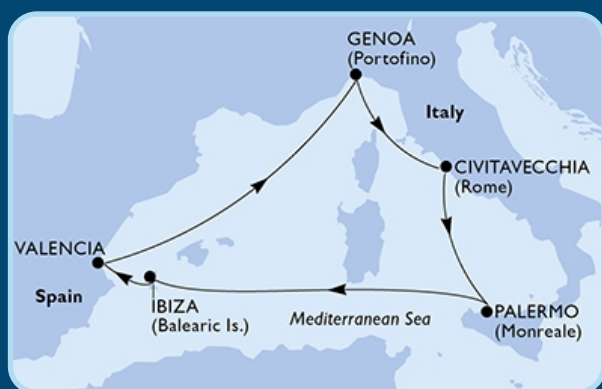 GENOA
(Portofino)
Italy
CIVITAVECCHIA
(Rome)
VALENCIA
Spain
IBIZA
(Balearic Is.)
Mediterranean Sea
PALERMO
(Monreale)